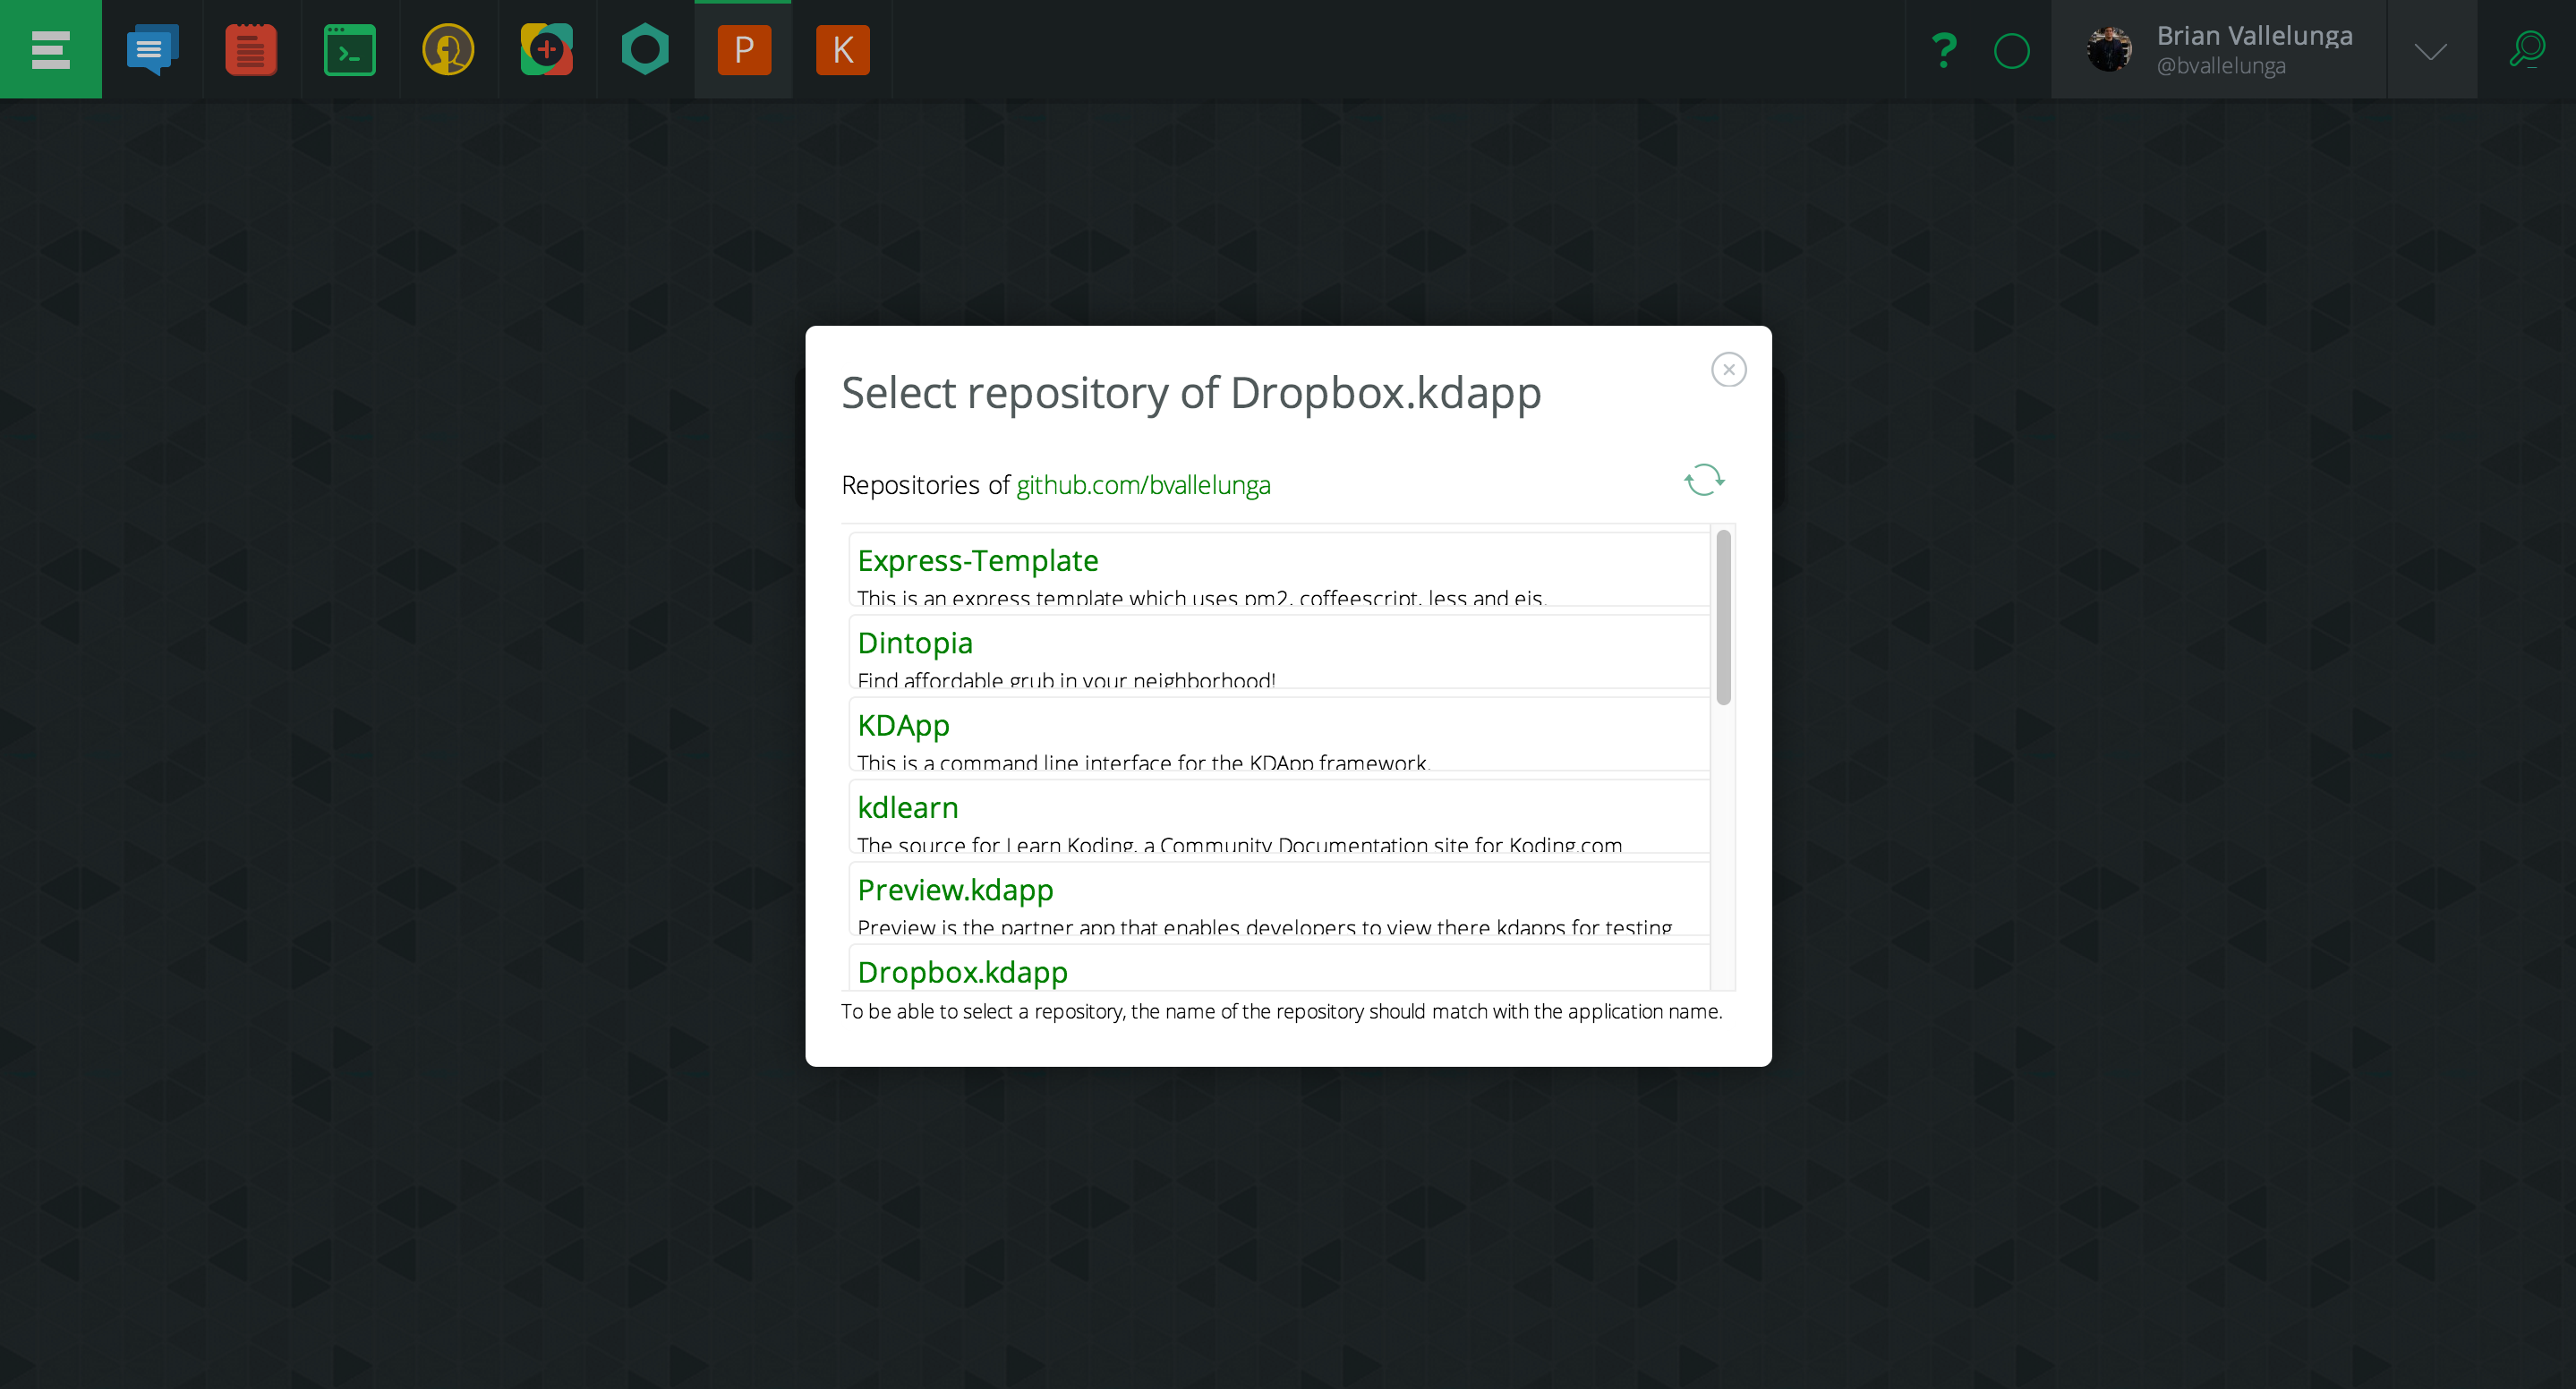 P K ? Brian Vallelunga
@bvallelunga
Select repository of Dropbox.kdapp
Repositories of github.com/bvallelunga
Express-Template
This is an express template which uses pm2, coffeescript, less and ejs.
Dintopia
Find affordable grub in your neighborhood!
KDApp
This is a command line interface for the KDApp framework.
kdlearn
The source for Learn Koding, a Community Documentation site for Koding.com
Preview.kdapp
Preview is the partner app that enables developers to view there kdapps for testing
Dropbox.kdapp
To be able to select a repository, the name of the repository should match with the application name.